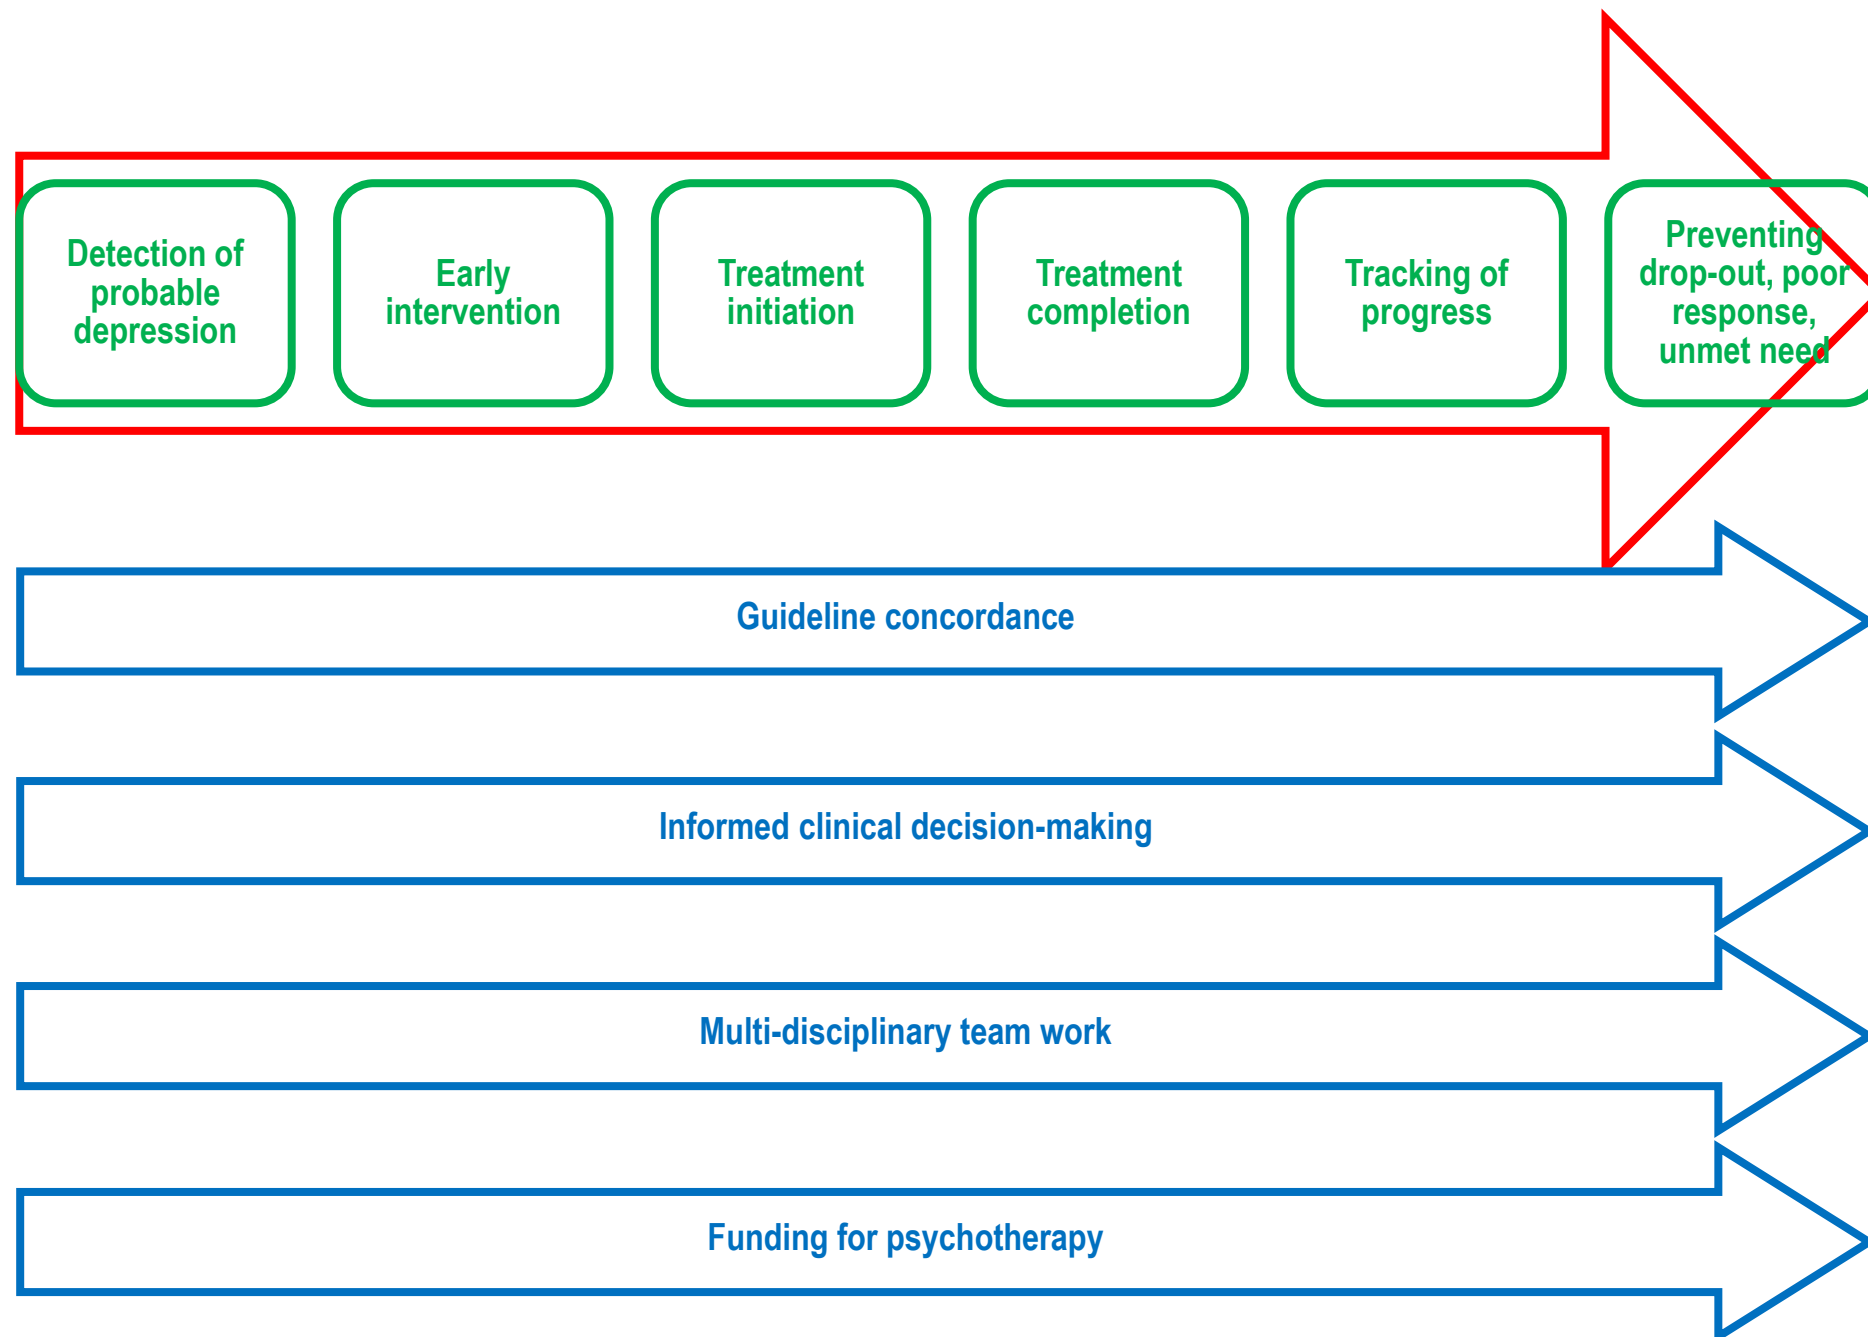 Detection of
probable
depression
Early
intervention
Treatment
initiation
Treatment
completion
Tracking of
progress
Preventing
drop-out, poor
response,
unmet need
Guideline concordance
Informed clinical decision-making
Multi-disciplinary team work
Funding for psychotherapy